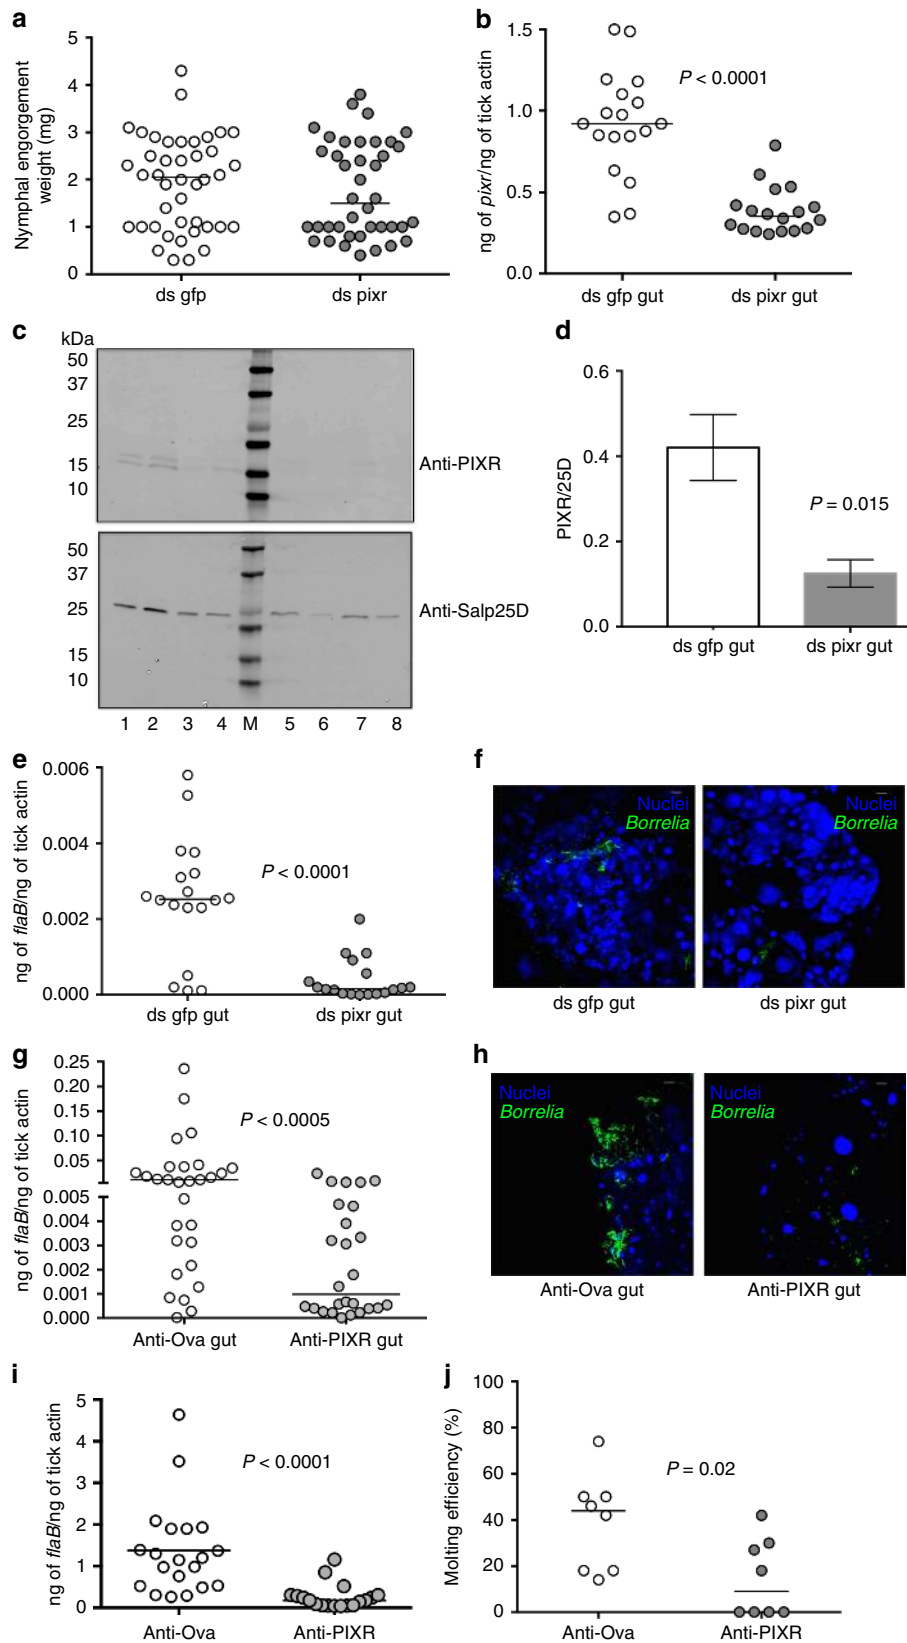 a
Nymphal engorgement
weight (mg)
5
4
3
2
1
0
ds gfp
ds pixr
b
ng of pixr/ng of tick actin
1.5
1.0
0.5
0.0
P < 0.0001
ds gfp gut
ds pixr gut
c
kDa
50
37
25
15
10
Anti-PIXR
50
37
25
15
10
Anti-Salp25D
1 2 3 4 M 5 6 7 8
d
PIXR/25D
0.6
0.4
0.2
0.0
P = 0.015
ds gfp gut
ds pixr gut
e
ng of flaB/ng of tick actin
0.006
0.004
0.002
0.000
P < 0.0001
ds gfp gut
ds pixr gut
f
Nuclei
Borrelia
Nuclei
Borrelia
ds gfp gut
ds pixr gut
g
ng of flaB/ng of tick actin
0.25
0.20
0.15
0.10
0.05
0.005
0.004
0.003
0.002
0.001
0.000
P < 0.0005
Anti-Ova gut
Anti-PIXR gut
h
Nuclei
Borrelia
Nuclei
Borrelia
Anti-Ova gut
Anti-PIXR gut
i
ng of flaB/ng of tick actin
5
4
3
2
1
0
P < 0.0001
Anti-Ova
Anti-PIXR
j
Molting efficiency (%)
100
80
60
40
20
0
P = 0.02
Anti-Ova
Anti-PIXR